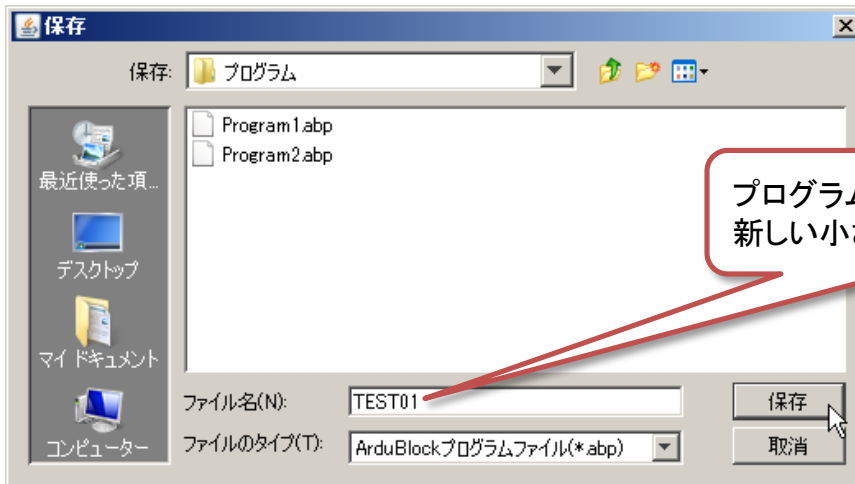 保存
保存:
プログラム
Program1.abp
Program2.abp
最近使った項...
デスクトップ
マイ ドキュメント
コンピューター
プログラム
新しい小
ファイル名(N):
TEST01
保存
ファイルのタイプ(T):
ArduBlockプログラムファイル(*.abp)
取消